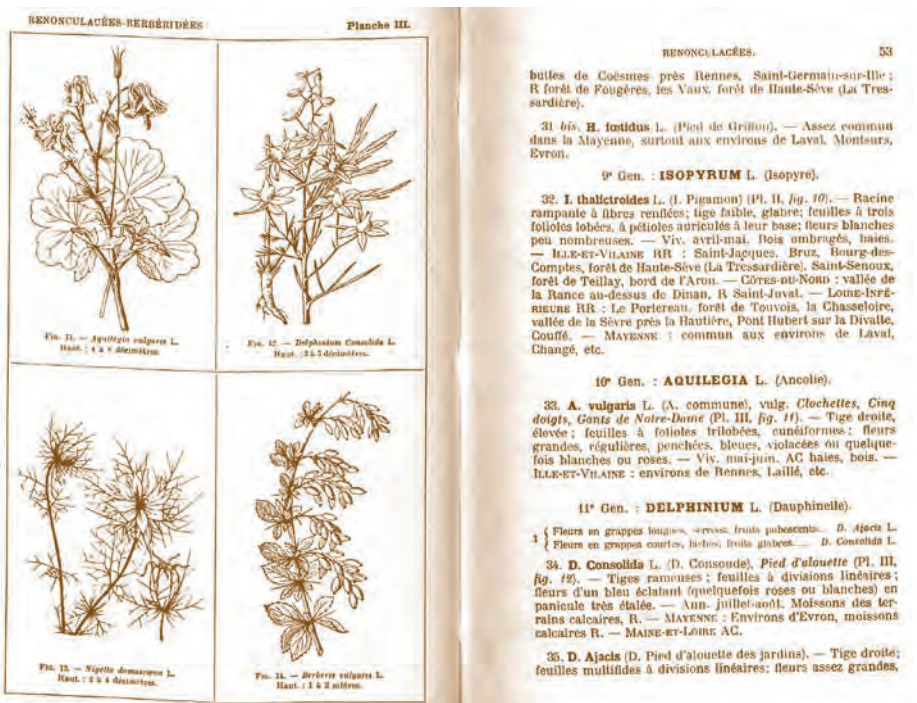 RENONCULACÉES-BERBÉRIDÉES
Planche III.
Fig. 11. — Aquilegia vulgaris L.
Haut. : 4 à 8 décimètres.
Fig. 12. — Delphinium Consolida L.
Haut. : 2 à 5 décimètres.
Fig. 13. — Nigella damascena L.
Haut. : 2 à 4 décimètres.
Fig. 14. — Berberis vulgaris L.
Haut. : 1 à 2 mètres.
RENONCULACÉES. 53
buttes de Coësmes près Rennes, Saint-Germain-sur-Ille ;
R forêt de Fougères, les Vaux, forêt de Haute-Sève (La Tres-
sardière).
31 bis. H. fœtidus L. (Pied de Griffon). — Assez commun
dans la Mayenne, surtout aux environs de Laval, Montsurs,
Evron.
9e Gen. : ISOPYRUM L. (Isopyre).
32. I. thalictroides L. (I. Pigamon) (Pl. II, fig. 10). — Racine
rampante à fibres renflées; tige faible, glabre; feuilles à trois
folioles lobées, à pétioles auriculés à leur base; fleurs blanches
peu nombreuses. — Viv. avril-mai. Bois ombragés, haies.
— ILLE-ET-VILAINE RR : Saint-Jacques, Bruz, Bourg-des-
Comptes, forêt de Haute-Sève (La Tressardière), Saint-Senoux,
forêt de Teillay, bord de l'Aron. — CÔTES-DU-NORD : vallée de
la Rance au-dessus de Dinan, R Saint-Juvat. — LOIRE-INFÉ-
RIEURE RR : Le Portereau, forêt de Touvois, la Chasseloire,
vallée de la Sèvre près la Hautière, Pont Hubert sur la Divatte,
Couffé. — MAYENNE : commun aux environs de Laval,
Changé, etc.
10e Gen. : AQUILEGIA L. (Ancolie).
33. A. vulgaris L. (A. commune), vulg. Clochettes, Cinq
doigts, Gants de Notre-Dame (Pl. III, fig. 11). — Tige droite,
élevée ; feuilles à folioles trilobées, cunéiformes ; fleurs
grandes, régulières, penchées, bleues, violacées ou quelque-
fois blanches ou roses. — Viv. mai-juin. AC haies, bois. —
ILLE-ET-VILAINE : environs de Rennes, Laillé, etc.
11e Gen. : DELPHINIUM L. (Dauphinelle).
1 { Fleurs en grappes longues, serrées, fruits pubescents... D. Ajacis L.
Fleurs en grappes courtes, lâches, fruits glabres..... D. Consolida L.
34. D. Consolida L. (D. Consoude), Pied d'alouette (Pl. III,
fig. 12). — Tiges rameuses ; feuilles à divisions linéaires ;
fleurs d'un bleu éclatant (quelquefois roses ou blanches) en
panicule très étalée. — Ann. juillet-août. Moissons des ter-
rains calcaires, R. — MAYENNE : Environs d'Evron, moissons
calcaires R. — MAINE-ET-LOIRE AC.
35. D. Ajacis (D. Pied d'alouette des jardins). — Tige droite;
feuilles multifides à divisions linéaires; fleurs assez grandes,